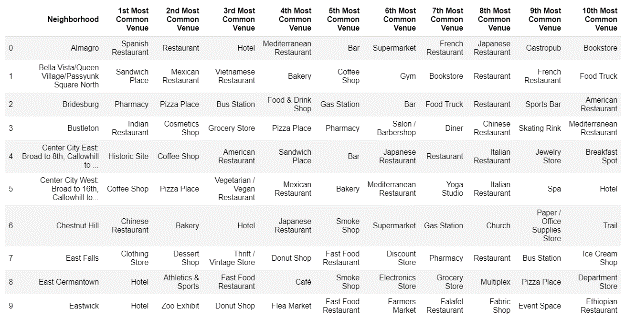 Neighborhood 1st Most Common Venue 2nd Most Common Venue 3rd Most Common Venue 4th Most Common Venue 5th Most Common Venue 6th Most Common Venue 7th Most Common Venue 8th Most Common Venue 9th Most Common Venue 10th Most Common Venue
0 Almagro Spanish Restaurant Restaurant Hotel Mediterranean Restaurant Bar Supermarket French Restaurant Japanese Restaurant Gastropub Bookstore
1 Bella Vista/Queen Village/Passyunk Square North Sandwich Place Mexican Restaurant Vietnamese Restaurant Bakery Coffee Shop Gym Bookstore Restaurant French Restaurant Food Truck
2 Bridesburg Pharmacy Pizza Place Bus Station Food & Drink Shop Gas Station Bar Food Truck Restaurant Sports Bar American Restaurant
3 Bustleton Indian Restaurant Cosmetics Shop Grocery Store Pizza Place Pharmacy Salon / Barbershop Diner Chinese Restaurant Skating Rink Mediterranean Restaurant
4 Center City East: Broad to 8th, Callowhill to ... Historic Site Coffee Shop American Restaurant Sandwich Place Bar Japanese Restaurant Restaurant Italian Restaurant Jewelry Store Breakfast Spot
5 Center City West: Broad to 16th, Callowhill to... Coffee Shop Pizza Place Vegetarian / Vegan Restaurant Mexican Restaurant Bakery Mediterranean Restaurant Yoga Studio Italian Restaurant Spa Hotel
6 Chestnut Hill Chinese Restaurant Bakery Hotel Japanese Restaurant Smoke Shop Supermarket Gas Station Church Paper / Office Supplies Store Trail
7 East Falls Clothing Store Dessert Shop Thrift / Vintage Store Donut Shop Fast Food Restaurant Discount Store Pharmacy Restaurant Bus Station Ice Cream Shop
8 East Germantown Hotel Athletics & Sports Fast Food Restaurant Café Smoke Shop Electronics Store Grocery Store Multiplex Pizza Place Department Store
9 Eastwick Hotel Zoo Exhibit Donut Shop Flea Market Fast Food Restaurant Farmers Market Falafel Restaurant Fabric Shop Event Space Ethiopian Restaurant